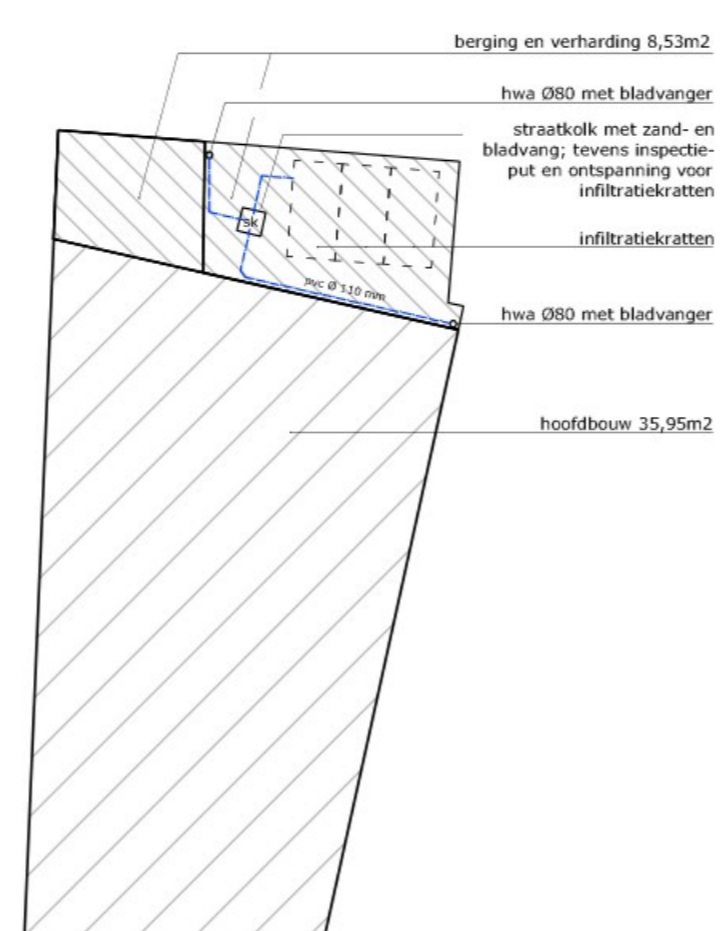 berging en verharding 8,53m2
hwa Ø80 met bladvanger
straatkolk met zand- en
bladvang; tevens inspectie-
put en ontspanning voor
infiltratiekratten
sk
infiltratiekratten
pvc Ø 110 mm
hwa Ø80 met bladvanger
hoofdbouw 35,95m2